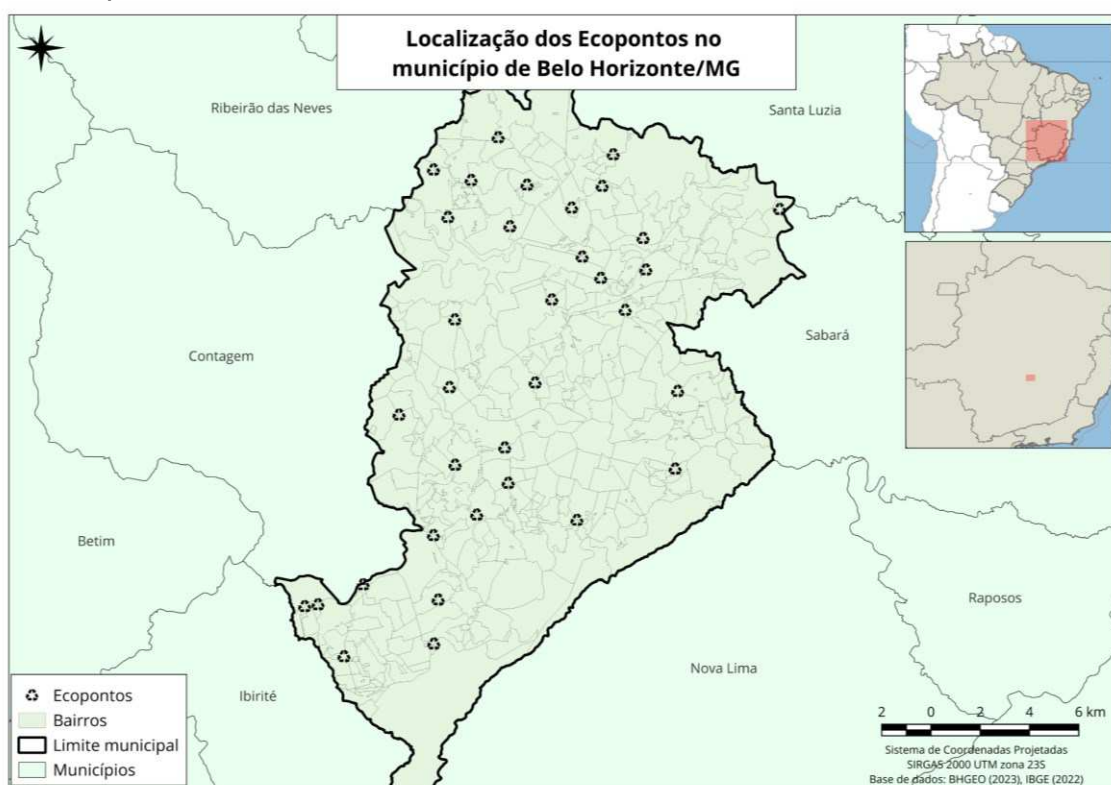 Localização dos Ecopontos no
município de Belo Horizonte/MG
Ribeirão das Neves
Santa Luzia
Contagem
Sabará
Betim
Raposos
Nova Lima
Ibirité
Ecopontos
Bairros
Limite municipal
Municípios
2 0 2 4 6 km
Sistema de Coordenadas Projetadas
SIRGAS 2000 UTM zona 23S
Base de dados: BHGEO (2023), IBGE (2022)